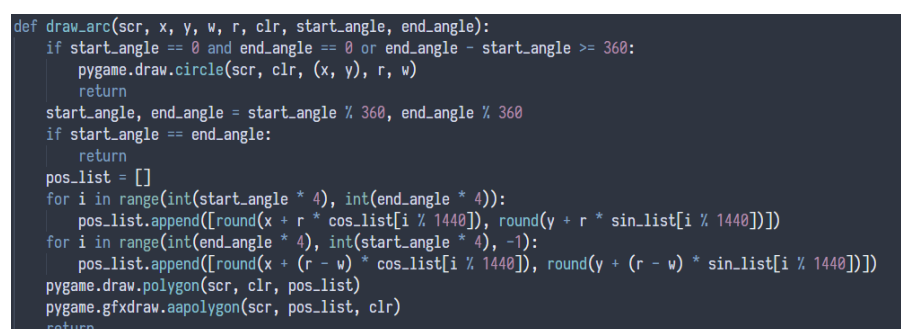 def draw_arc(scr, x, y, w, r, clr, start_angle, end_angle):
    if start_angle == 0 and end_angle == 0 or end_angle - start_angle >= 360:
        pygame.draw.circle(scr, clr, (x, y), r, w)
        return
    start_angle, end_angle = start_angle % 360, end_angle % 360
    if start_angle == end_angle:
        return
    pos_list = []
    for i in range(int(start_angle * 4), int(end_angle * 4)):
        pos_list.append([round(x + r * cos_list[i % 1440]), round(y + r * sin_list[i % 1440])])
    for i in range(int(end_angle * 4), int(start_angle * 4), -1):
        pos_list.append([round(x + (r - w) * cos_list[i % 1440]), round(y + (r - w) * sin_list[i % 1440])])
    pygame.draw.polygon(scr, clr, pos_list)
    pygame.gfxdraw.aapolygon(scr, pos_list, clr)
    return